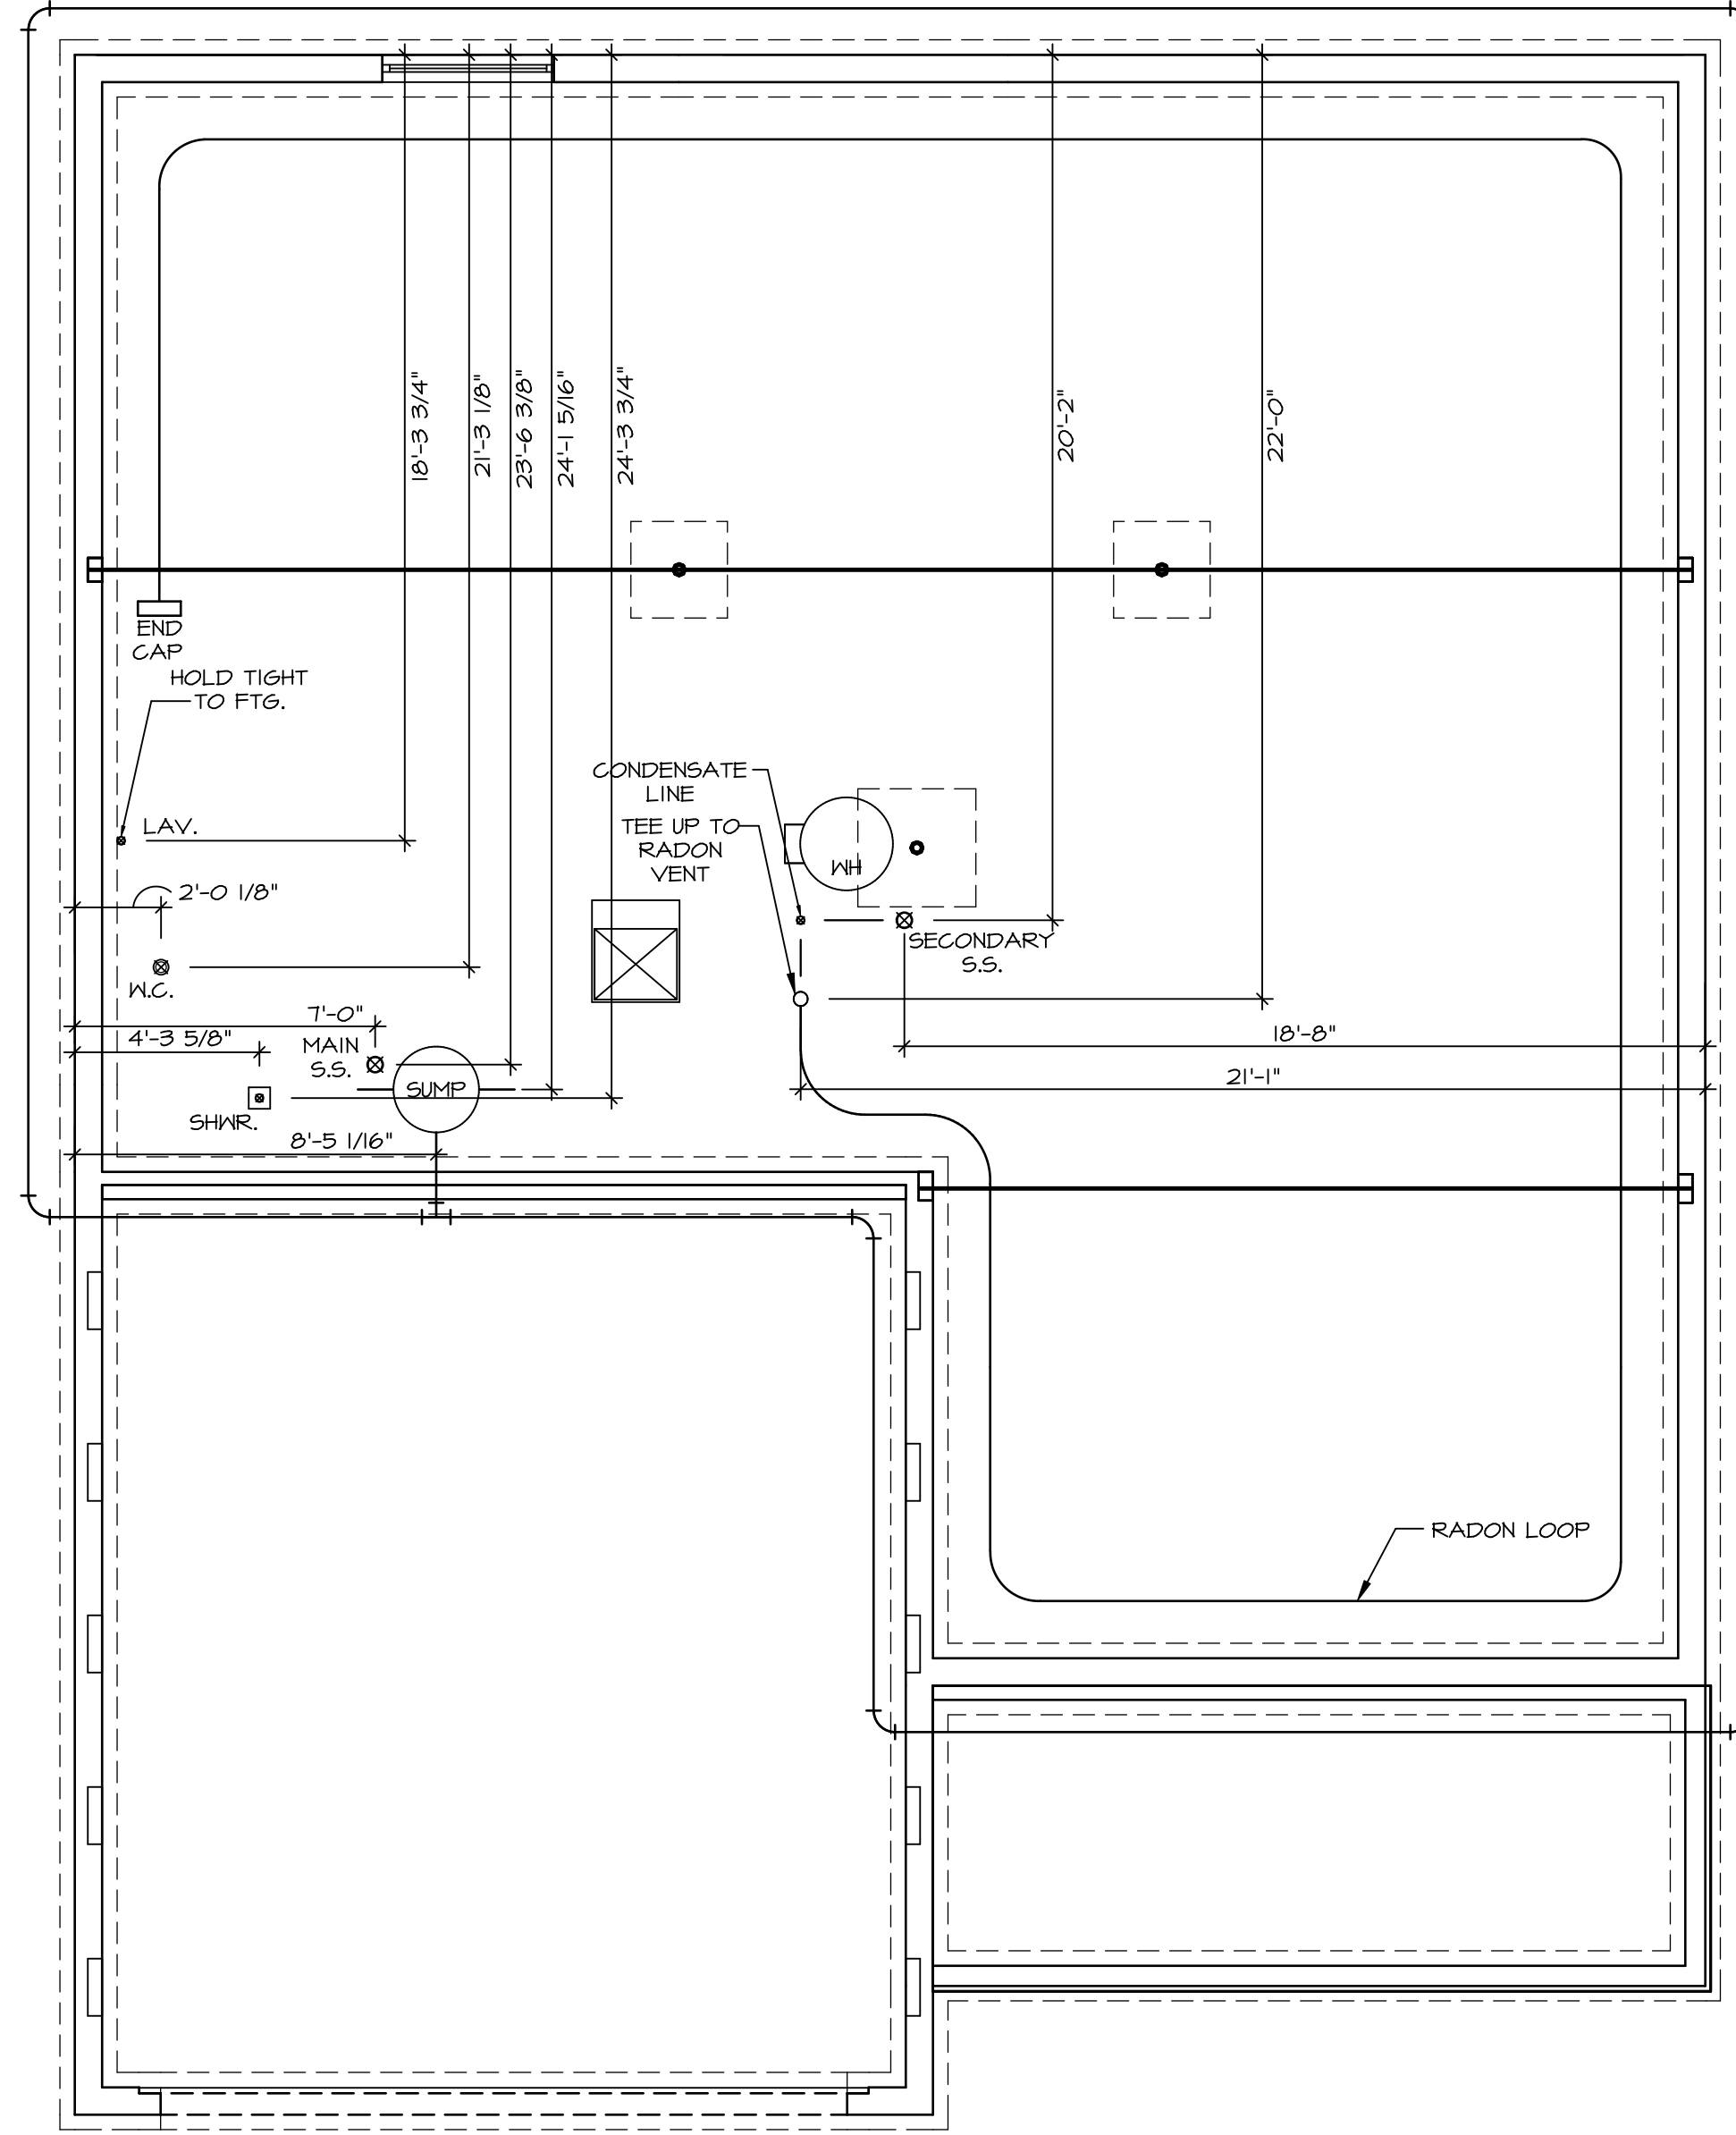 18'-3 3/4"
21'-3 1/8"
23'-6 3/8"
24'-1 5/16"
24'-3 3/4"
20'-2"
22'-0"
END
CAP
HOLD TIGHT
TO FTG.
CONDENSATE
LINE
TEE UP TO
RADON
VENT
LAV.
WH
2'-0 1/8"
SECONDARY
S.S.
W.C.
7'-0"
4'-3 5/8"
MAIN
S.S.
18'-8"
SUMP
21'-1"
SHWR.
8'-5 1/16"
RADON LOOP